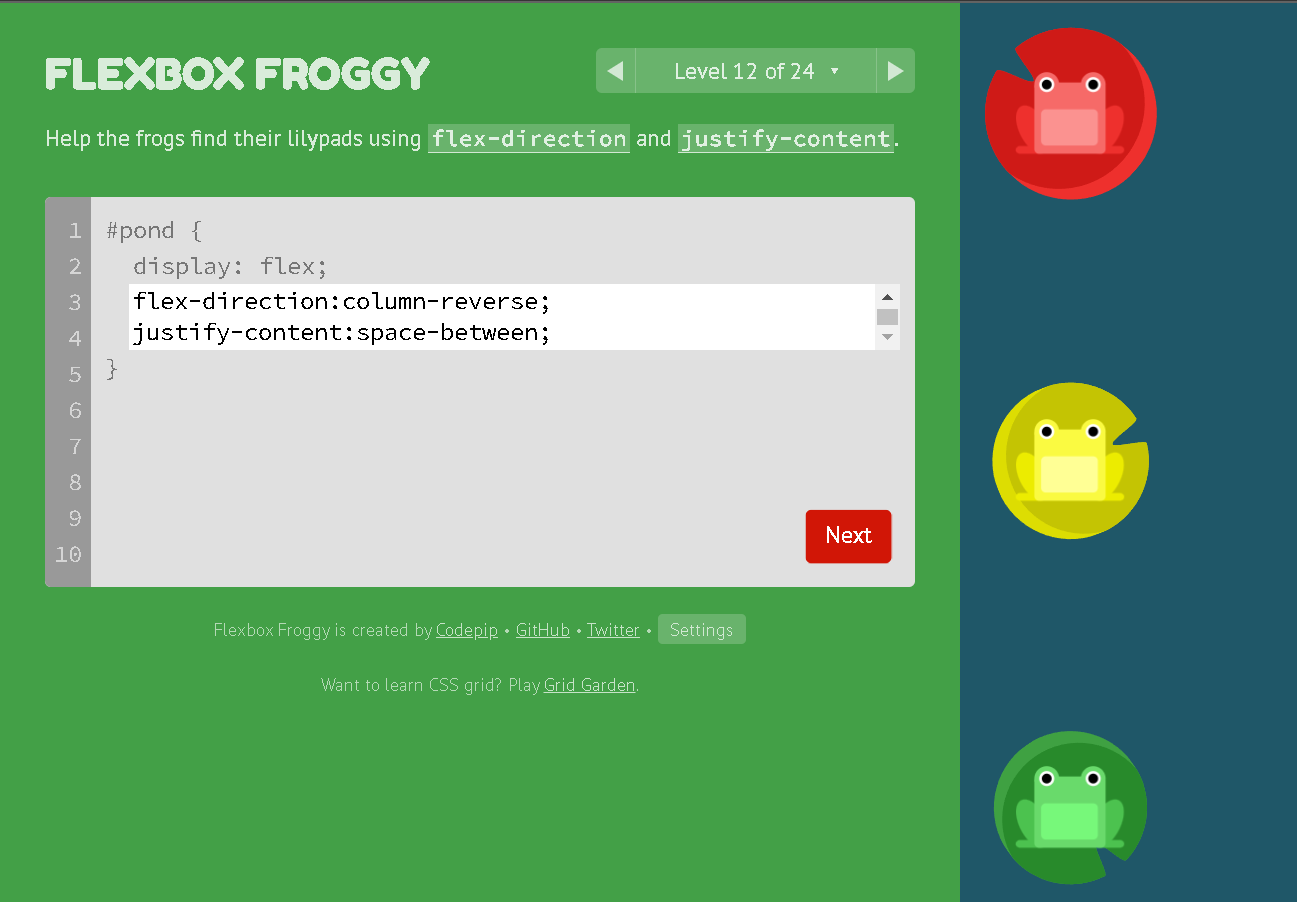 FLEXBOX FROGGY
◀ Level 12 of 24 ▼ ▶
Help the frogs find their lilypads using flex-direction and justify-content.
1 #pond {
2 display: flex;
3 flex-direction:column-reverse;
4 justify-content:space-between;
5 }
6
7
8
9
10
Next
Flexbox Froggy is created by Codepip • GitHub • Twitter • Settings
Want to learn CSS grid? Play Grid Garden.